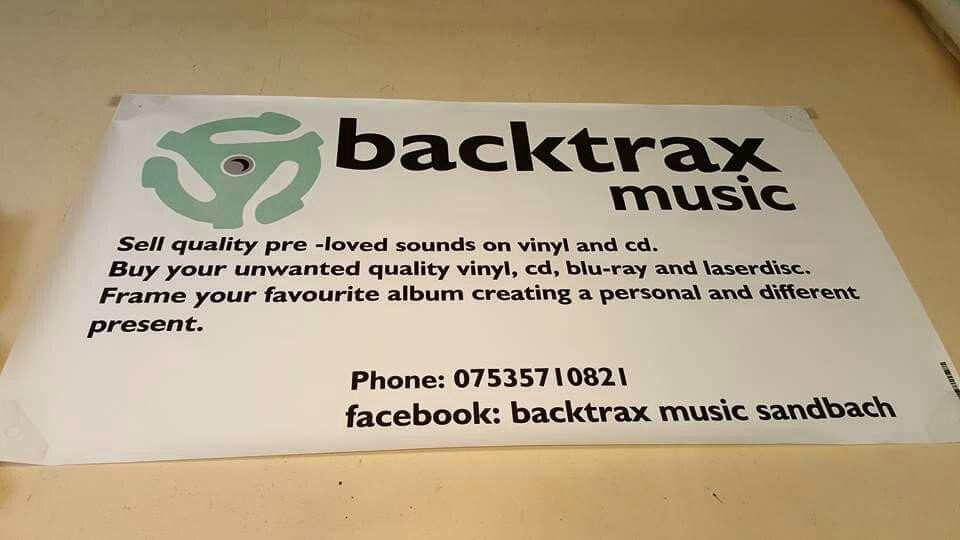 backtrax
music
Sell quality pre -loved sounds on vinyl and cd.
Buy your unwanted quality vinyl, cd, blu-ray and laserdisc.
Frame your favourite album creating a personal and different
present.
Phone: 07535710821
facebook: backtrax music sandbach